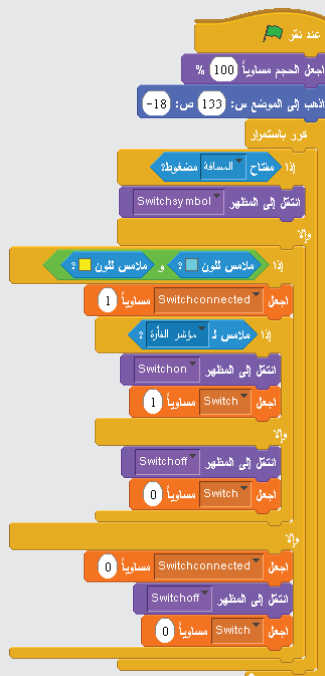 عند نقر
اجعل الحجم مساوياً 100 %
اذهب إلى الموضع س: 133 ص: -18
كرر باستمرار
إذا مفتاح المسافة مضغوط؟
انتقل إلى المظهر Switchsymbol
وإلا
إذا ملامس للون ؟ و ملامس للون ؟
اجعل Switchconnected مساوياً 1
إذا ملامس لـ مؤشر الفأرة ؟
انتقل إلى المظهر Switchon
اجعل Switch مساوياً 1
وإلا
انتقل إلى المظهر Switchoff
اجعل Switch مساوياً 0
وإلا
اجعل Switchconnected مساوياً 0
انتقل إلى المظهر Switchoff
اجعل Switch مساوياً 0